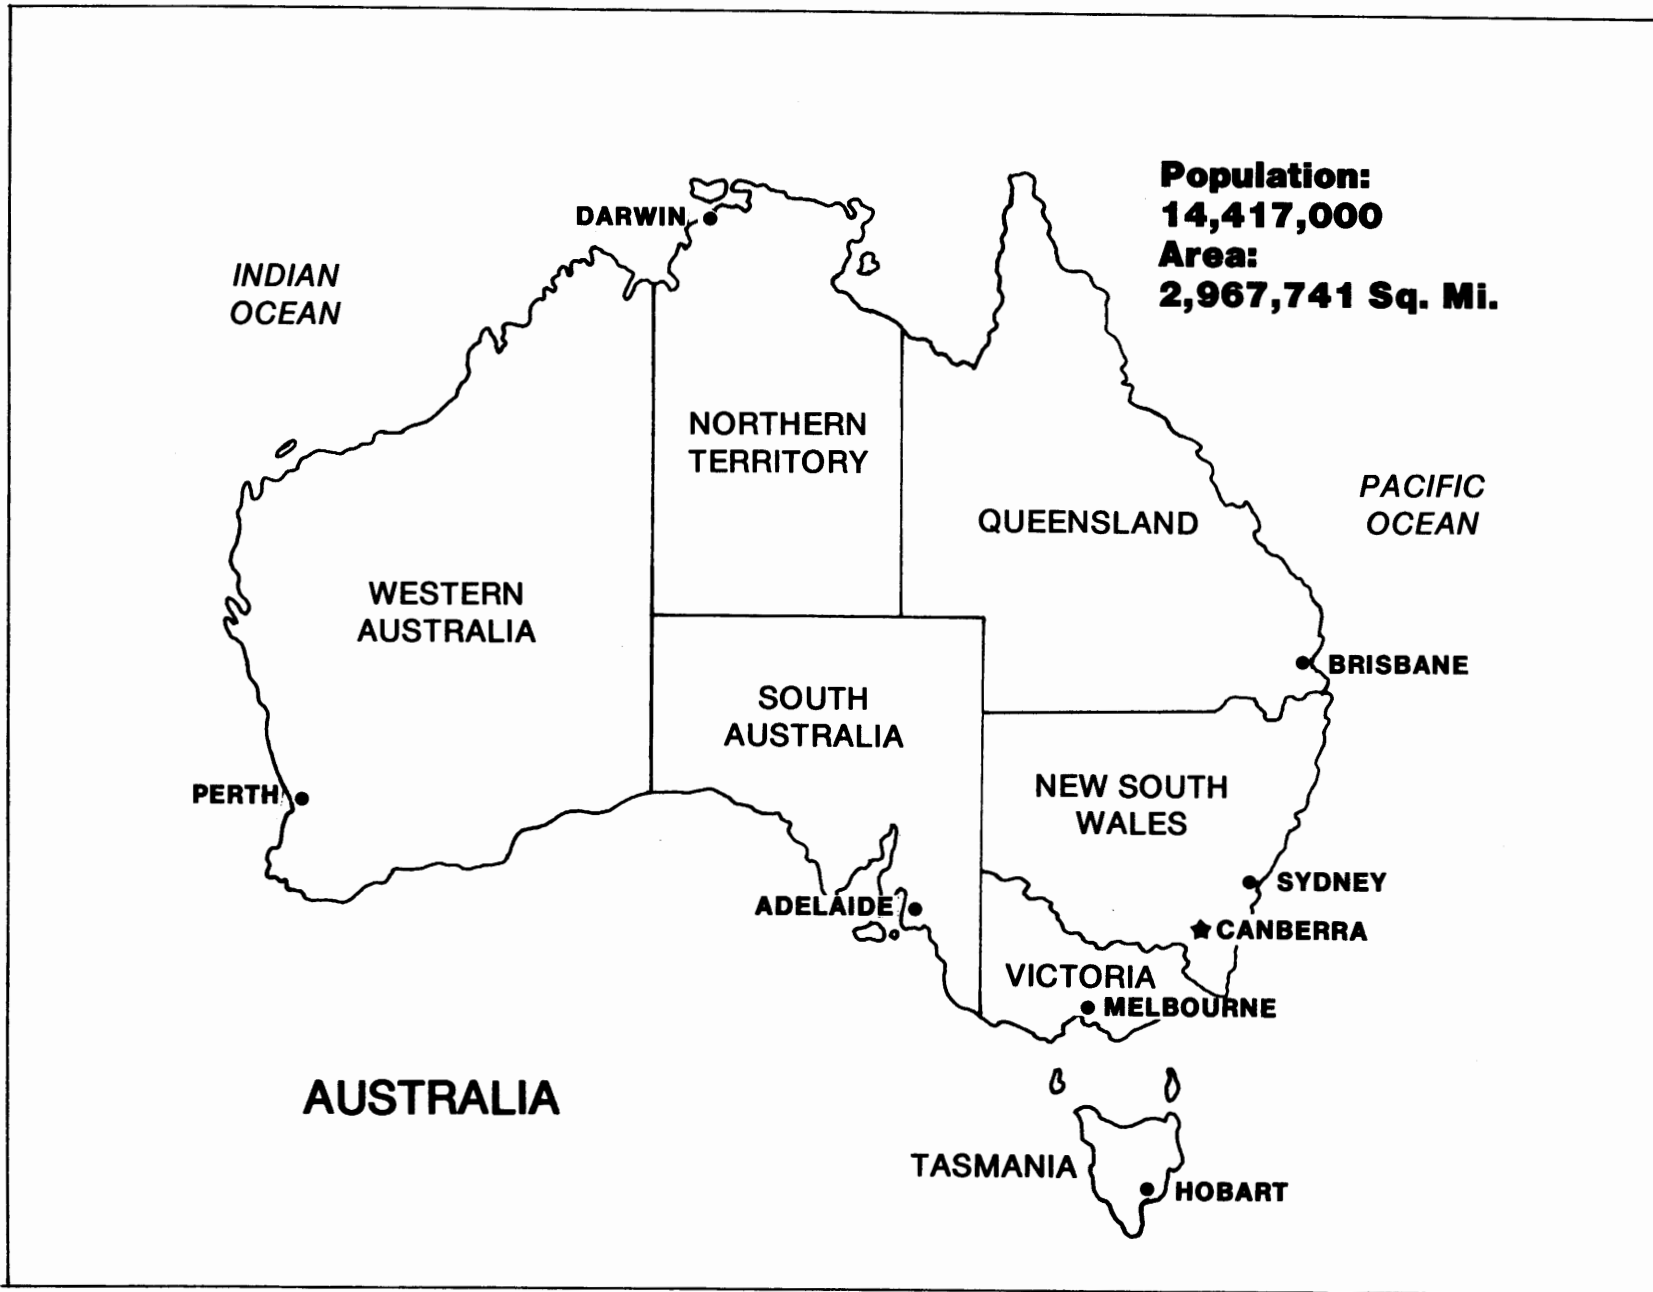 Population:
14,417,000
Area:
2,967,741 Sq. Mi.
DARWIN
INDIAN
OCEAN
NORTHERN
TERRITORY
PACIFIC
OCEAN
QUEENSLAND
WESTERN
AUSTRALIA
BRISBANE
SOUTH
AUSTRALIA
NEW SOUTH
WALES
PERTH
SYDNEY
ADELAIDE
CANBERRA
VICTORIA
MELBOURNE
AUSTRALIA
TASMANIA
HOBART